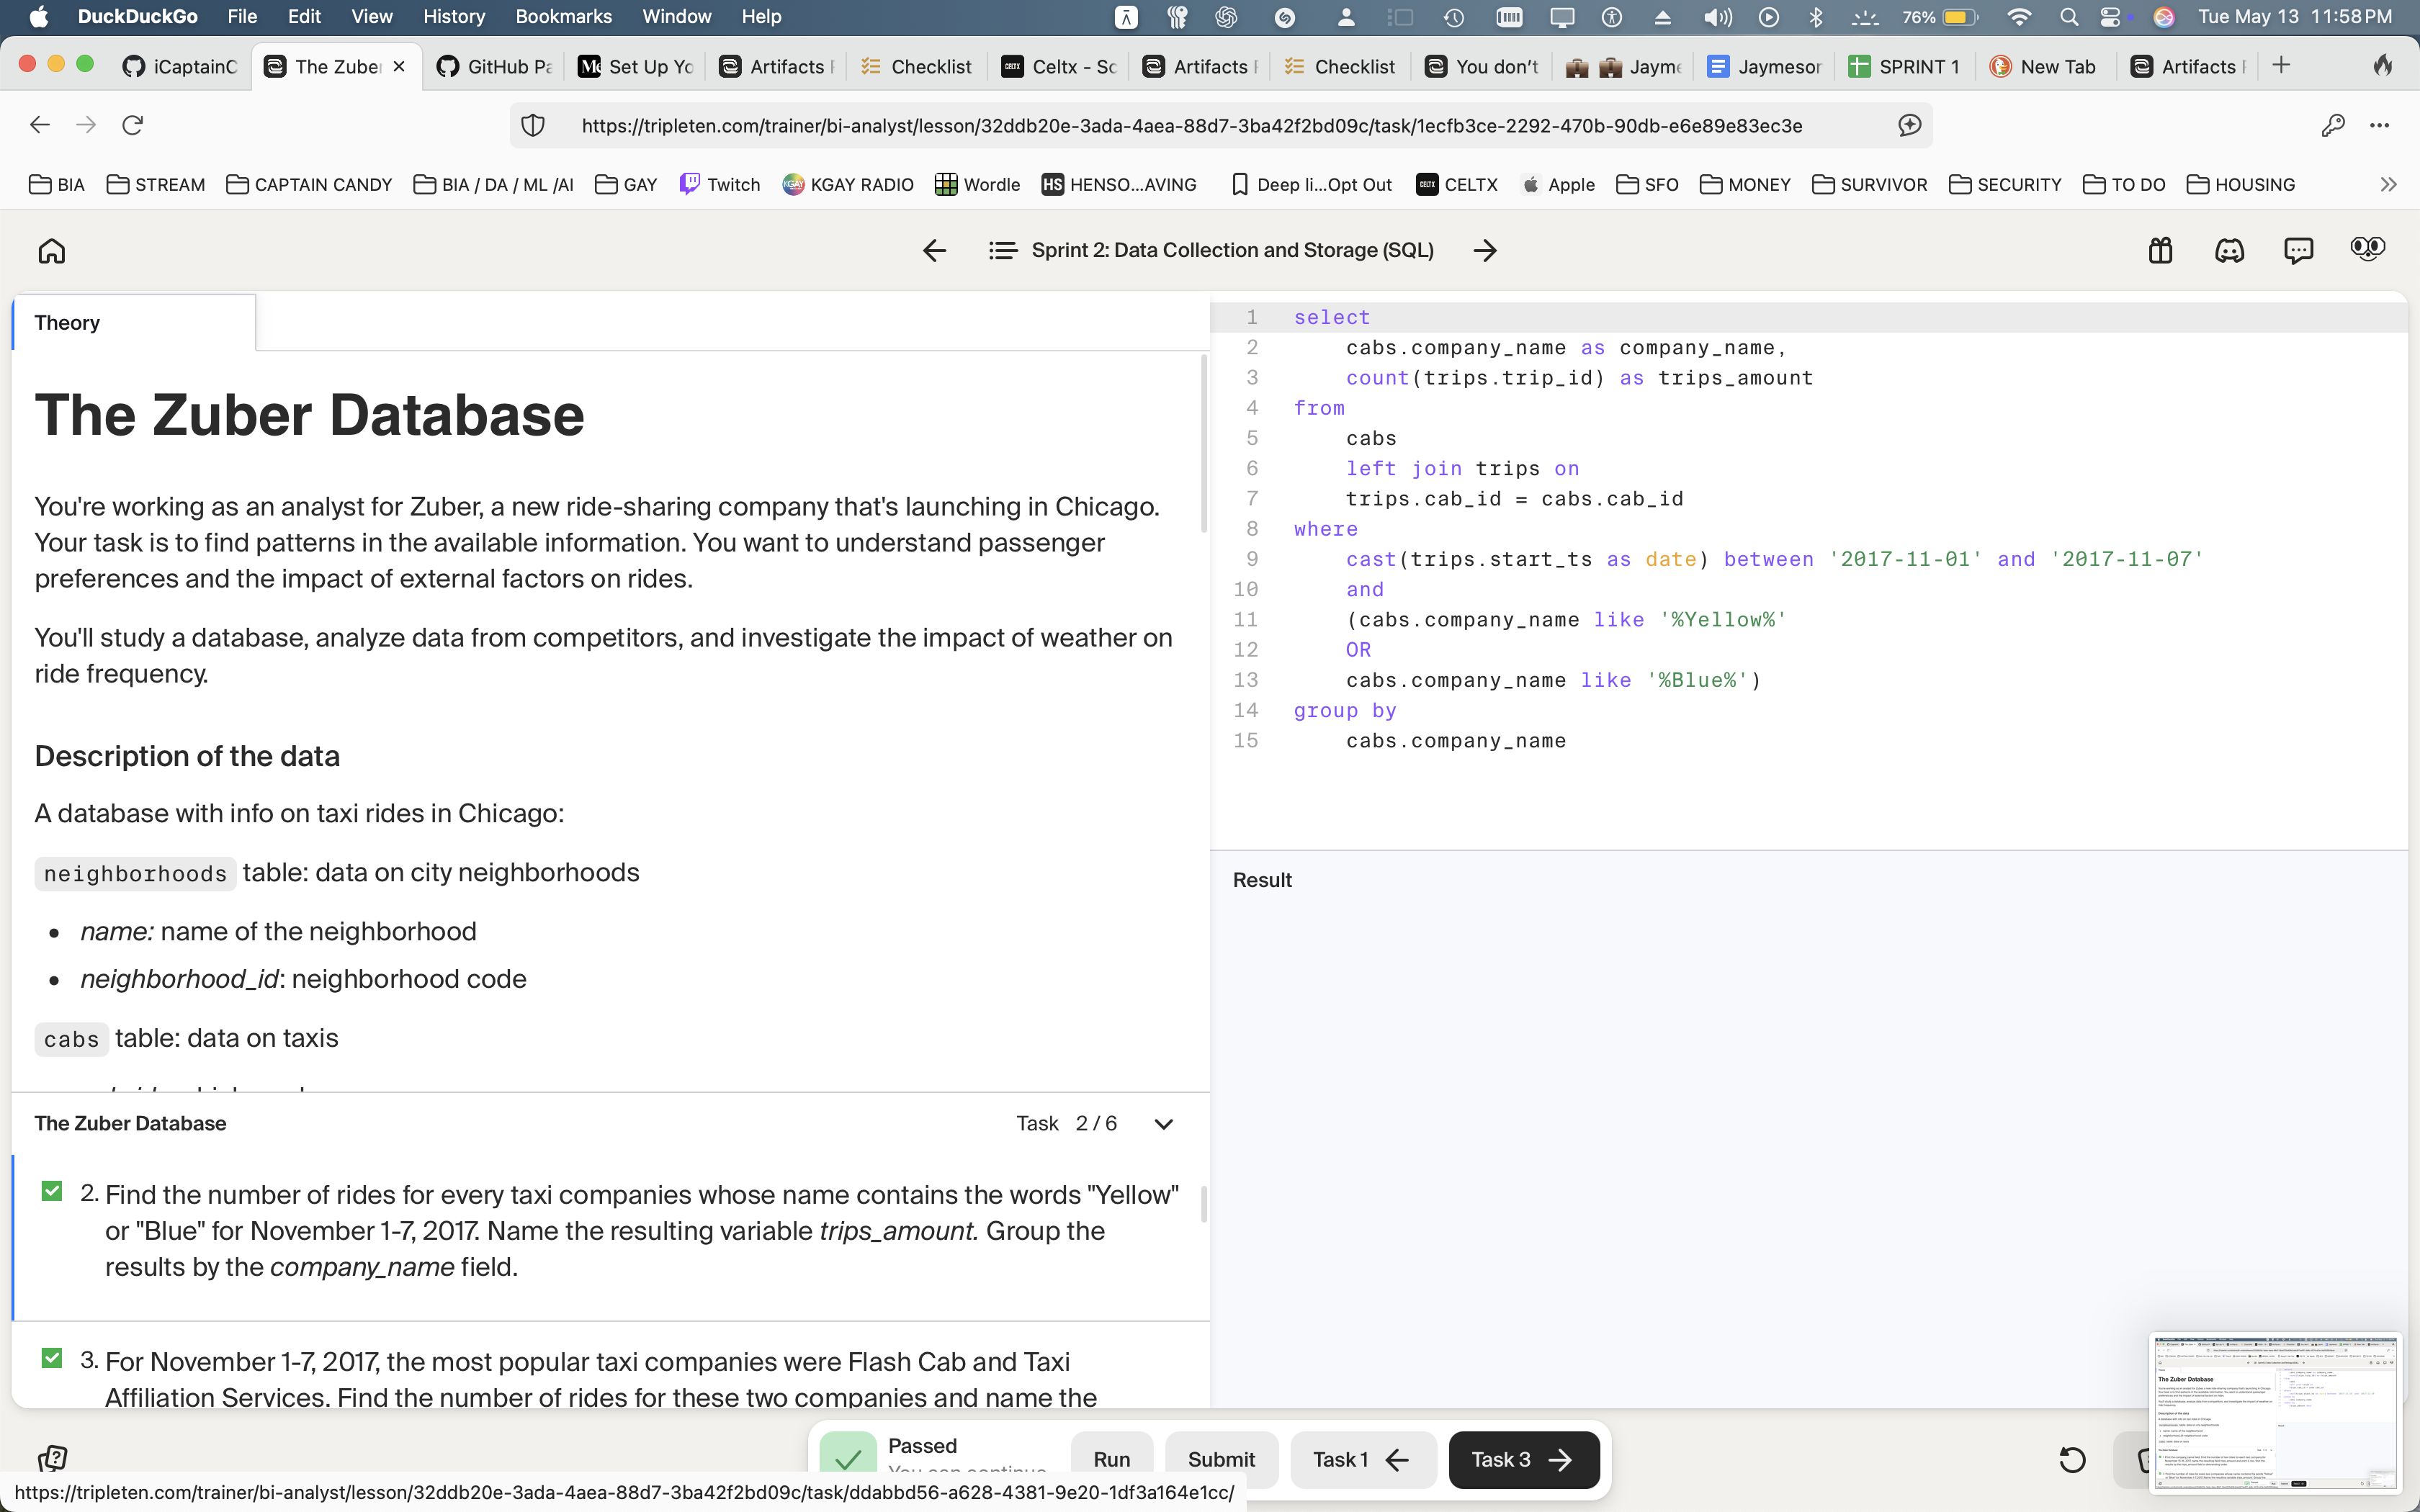 DuckDuckGo File Edit View History Bookmarks Window Help 76% Tue May 13 11:58 PM
iCaptainC The Zuber GitHub Pa Set Up Yo Artifacts Checklist Celtx - Sc Artifacts Checklist You don't Jayme Jaymesor SPRINT 1 New Tab Artifacts
https://tripleten.com/trainer/bi-analyst/lesson/32ddb20e-3ada-4aea-88d7-3ba42f2bd09c/task/1ecfb3ce-2292-470b-90db-e6e89e83ec3e
BIA STREAM CAPTAIN CANDY BIA / DA / ML /AI GAY Twitch KGAY RADIO Wordle HS HENSO...AVING Deep li...Opt Out CELTX Apple SFO MONEY SURVIVOR SECURITY TO DO HOUSING
Sprint 2: Data Collection and Storage (SQL)
Theory
The Zuber Database
You're working as an analyst for Zuber, a new ride-sharing company that's launching in Chicago.
Your task is to find patterns in the available information. You want to understand passenger
preferences and the impact of external factors on rides.
You'll study a database, analyze data from competitors, and investigate the impact of weather on
ride frequency.
Description of the data
A database with info on taxi rides in Chicago:
neighborhoods table: data on city neighborhoods
• name: name of the neighborhood
• neighborhood_id: neighborhood code
cabs table: data on taxis
The Zuber Database Task 2 / 6
2. Find the number of rides for every taxi companies whose name contains the words "Yellow"
or "Blue" for November 1-7, 2017. Name the resulting variable trips_amount. Group the
results by the company_name field.
3. For November 1-7, 2017, the most popular taxi companies were Flash Cab and Taxi
Affiliation Services. Find the number of rides for these two companies and name the
1 select
2 cabs.company_name as company_name,
3 count(trips.trip_id) as trips_amount
4 from
5 cabs
6 left join trips on
7 trips.cab_id = cabs.cab_id
8 where
9 cast(trips.start_ts as date) between '2017-11-01' and '2017-11-07'
10 and
11 (cabs.company_name like '%Yellow%'
12 OR
13 cabs.company_name like '%Blue%')
14 group by
15 cabs.company_name
Result
Passed
You can continue
Run Submit Task 1 Task 3
https://tripleten.com/trainer/bi-analyst/lesson/32ddb20e-3ada-4aea-88d7-3ba42f2bd09c/task/ddabbd56-a628-4381-9e20-1df3a164e1cc/
The Zuber Database